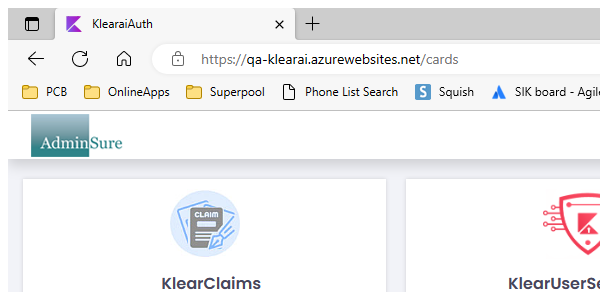 KlearaiAuth
https://qa-klearai.azurewebsites.net/cards
PCB OnlineApps Superpool Phone List Search Squish SIK board - Agil
AdminSure
CLAIM
KlearClaims KlearUserSe